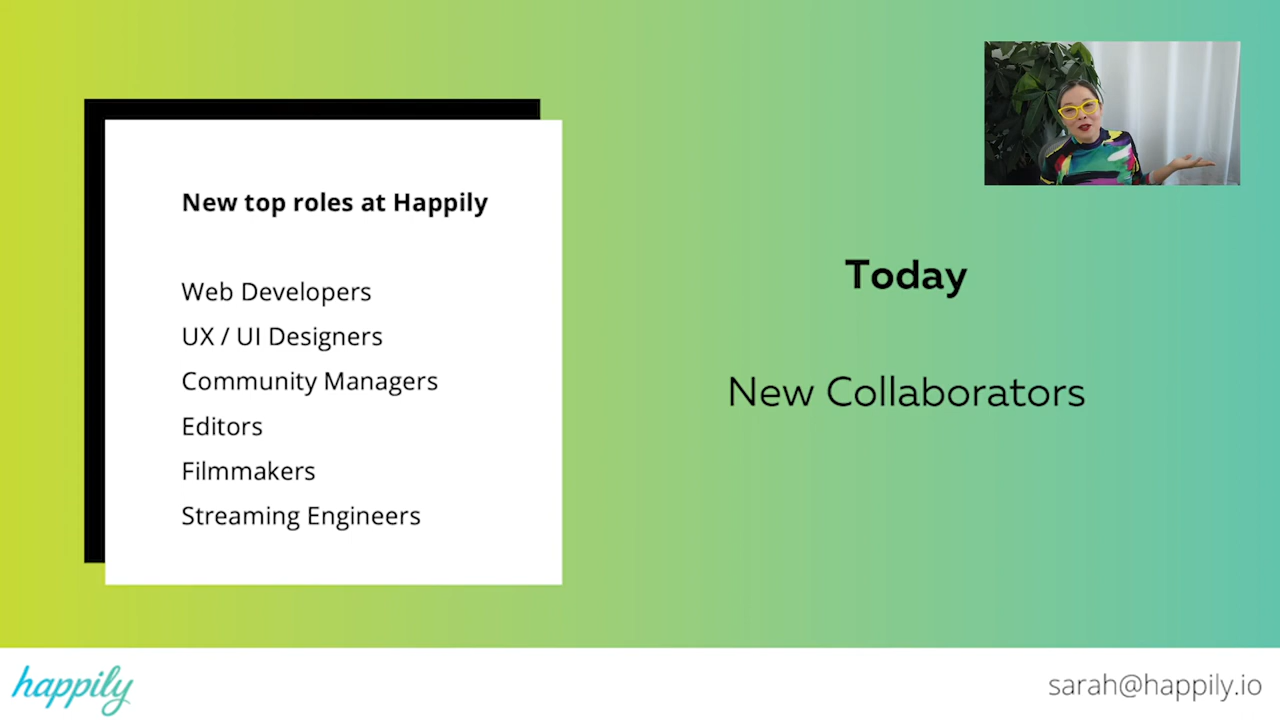 New top roles at Happily
Web Developers
UX / UI Designers
Community Managers
Editors
Filmmakers
Streaming Engineers
Today
New Collaborators
happily
sarah@happily.io